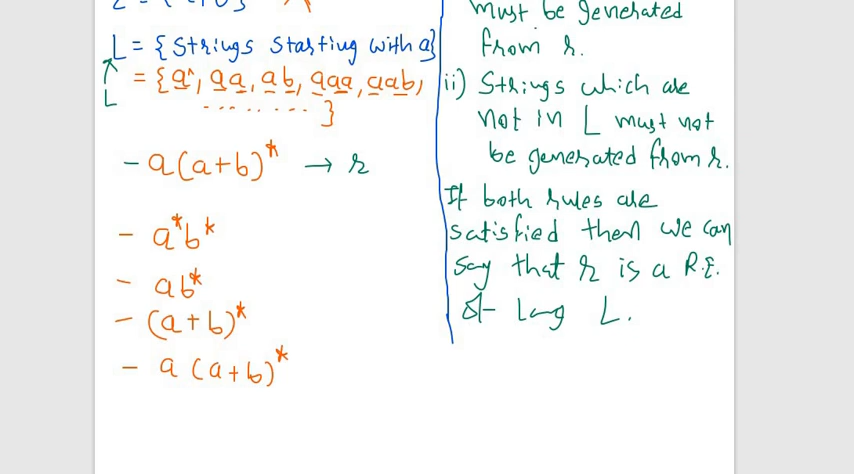 L = { Strings starting with a}
= {a, aa, ab, aaa, aab,
........ }
L
- a(a+b)* → r
- a*b*
- ab*
- (a+b)*
- a (a+b)*
must be generated
from r.
ii) Strings which are
not in L must not
be generated from r.
If both rules are
satisfied then we can
say that r is a R.E.
of lang L.